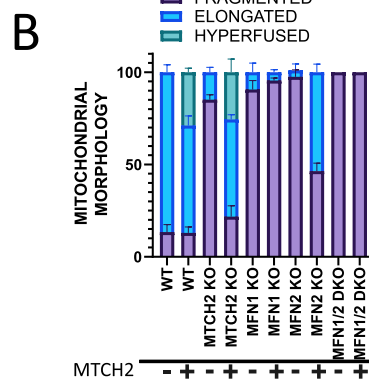 B
FRAGMENTED
ELONGATED
HYPERFUSED
MITOCHONDRIAL
MORPHOLOGY
100
50
0
WT
WT
MTCH2 KO
MTCH2 KO
MFN1 KO
MFN1 KO
MFN2 KO
MFN2 KO
MFN1/2 DKO
MFN1/2 DKO
MTCH2 - + - + - + - + - +